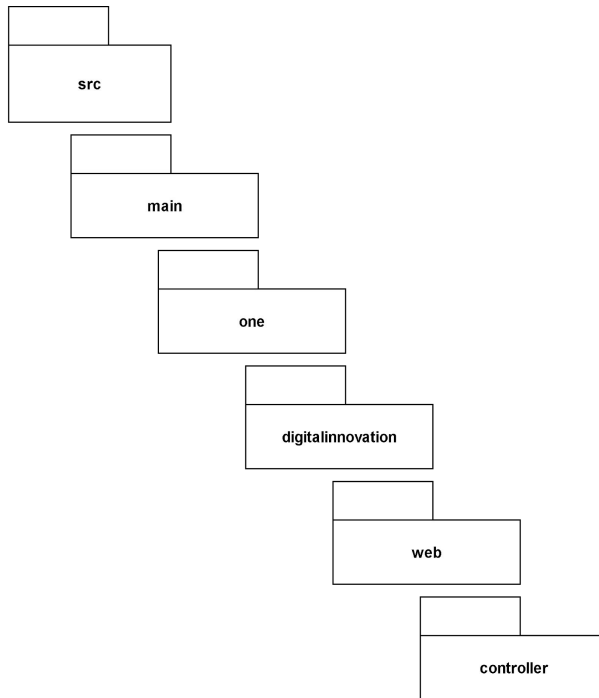 src
main
one
digitalinnovation
web
controller